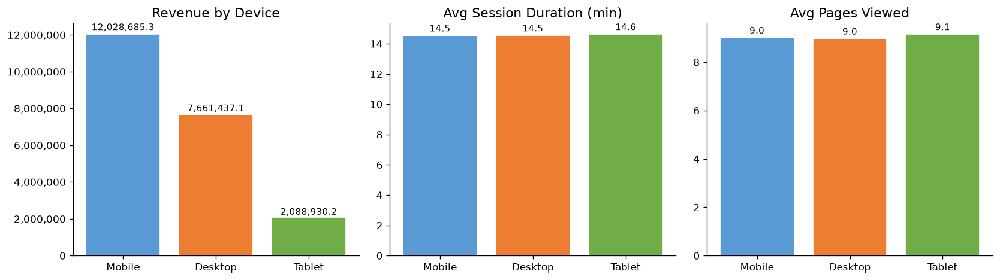 Revenue by Device
12,000,000
10,000,000
8,000,000
6,000,000
4,000,000
2,000,000
0
12,028,685.3
7,661,437.1
2,088,930.2
Mobile
Desktop
Tablet
Avg Session Duration (min)
14
12
10
8
6
4
2
0
14.5
14.5
14.6
Mobile
Desktop
Tablet
Avg Pages Viewed
8
6
4
2
0
9.0
9.0
9.1
Mobile
Desktop
Tablet